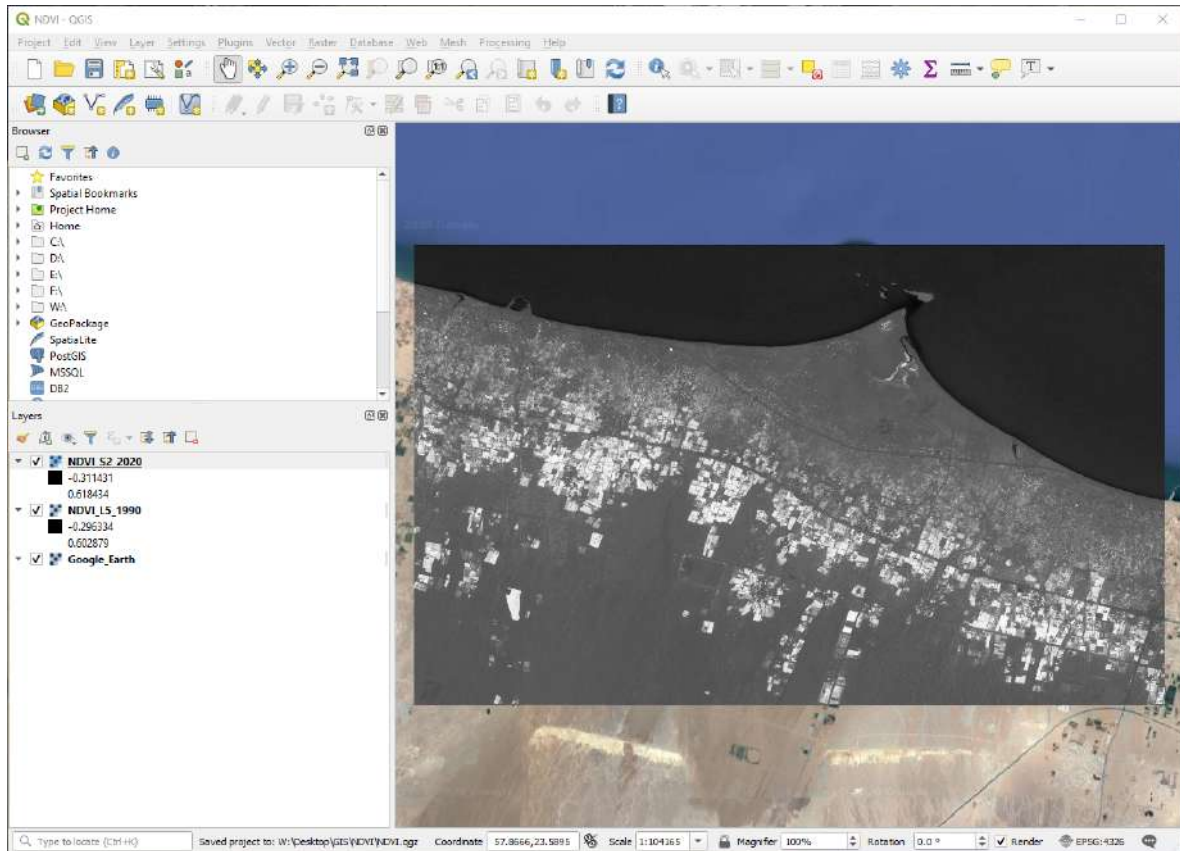 NDVI - QGIS
Project Edit View Layer Settings Plugins Vector Raster Database Web Mesh Processing Help
Browser
Favorites
Spatial Bookmarks
Project Home
Home
C:\
D:\
E:\
F:\
W:\
GeoPackage
SpatiaLite
PostGIS
MSSQL
DB2
Layers
NDVI_S2_2020
-0.311431
0.618434
NDVI_L5_1990
-0.296334
0.602879
Google_Earth
Type to locate (Ctrl+K) Saved project to: W:\Desktop\GIS\NDVI\NDVI.qgz Coordinate 57.8666,23.5895 Scale 1:104165 Magnifier 100% Rotation 0.0 ° Render EPSG:4326